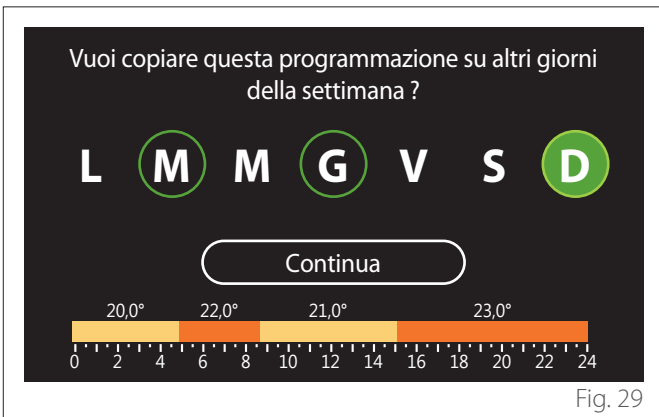 Vuoi copiare questa programmazione su altri giorni
della settimana ?
L M M G V S D
Continua
20,0° 22,0° 21,0° 23,0°
0 2 4 6 8 10 12 14 16 18 20 22 24
Fig. 29